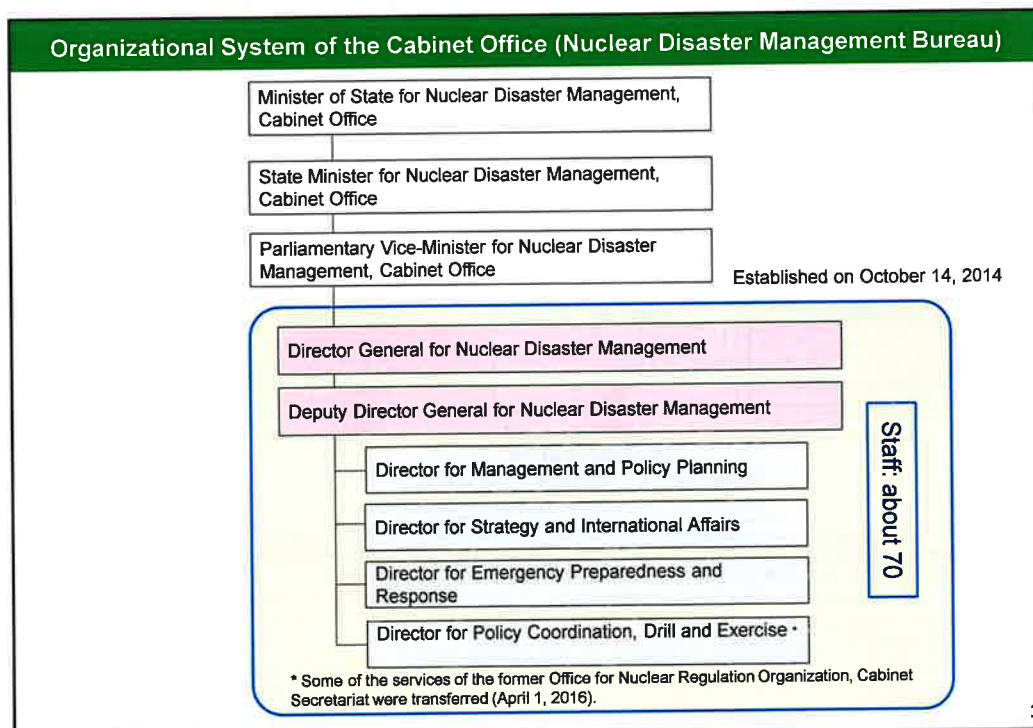 Organizational System of the Cabinet Office (Nuclear Disaster Management Bureau)
Minister of State for Nuclear Disaster Management,
Cabinet Office
State Minister for Nuclear Disaster Management,
Cabinet Office
Parliamentary Vice-Minister for Nuclear Disaster
Management, Cabinet Office
Established on October 14, 2014
Director General for Nuclear Disaster Management
Deputy Director General for Nuclear Disaster Management
Director for Management and Policy Planning
Director for Strategy and International Affairs
Director for Emergency Preparedness and
Response
Director for Policy Coordination, Drill and Exercise *
Staff: about 70
* Some of the services of the former Office for Nuclear Regulation Organization, Cabinet
Secretariat were transferred (April 1, 2016).